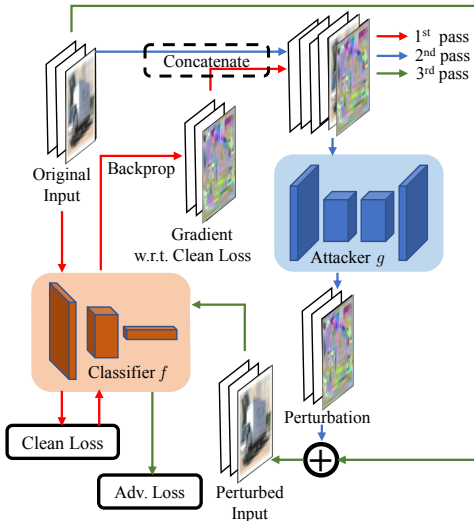 1st pass
2nd pass
3rd pass
Concatenate
Original
Input
Backprop
Gradient
w.r.t. Clean Loss
Attacker g
Classifier f
Perturbation
Clean Loss
Adv. Loss
Perturbed
Input